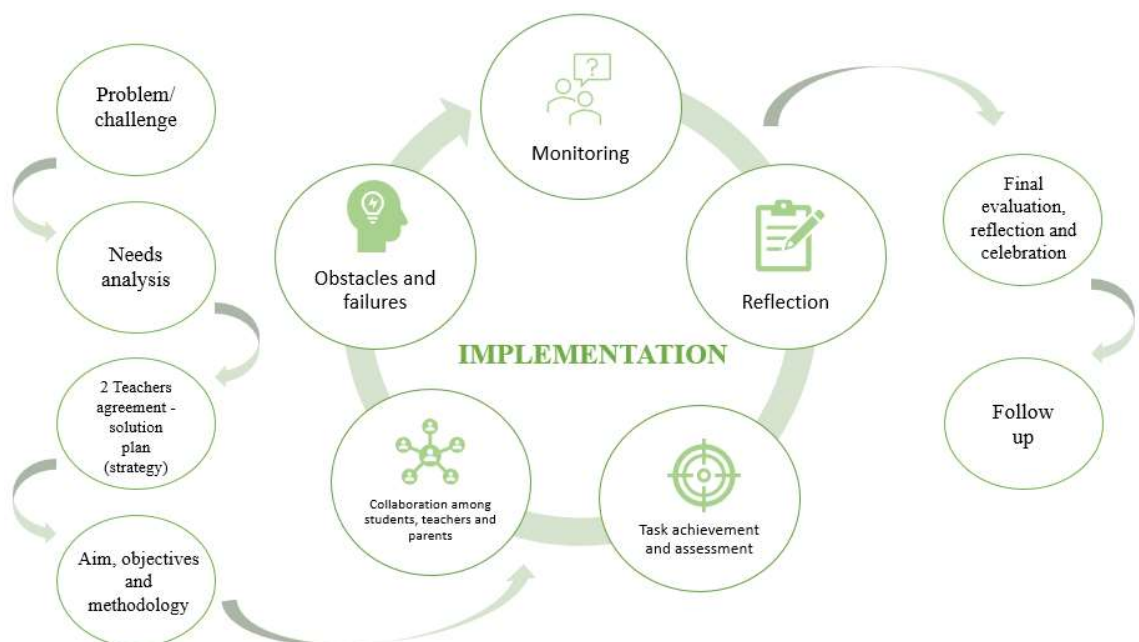 Problem/
challenge
Needs
analysis
2 Teachers
agreement -
solution
plan
(strategy)
Aim, objectives
and
methodology
IMPLEMENTATION
?
Monitoring
Reflection
Task achievement
and assessment
Collaboration among
students, teachers and
parents
Obstacles and
failures
Final
evaluation,
reflection and
celebration
Follow
up